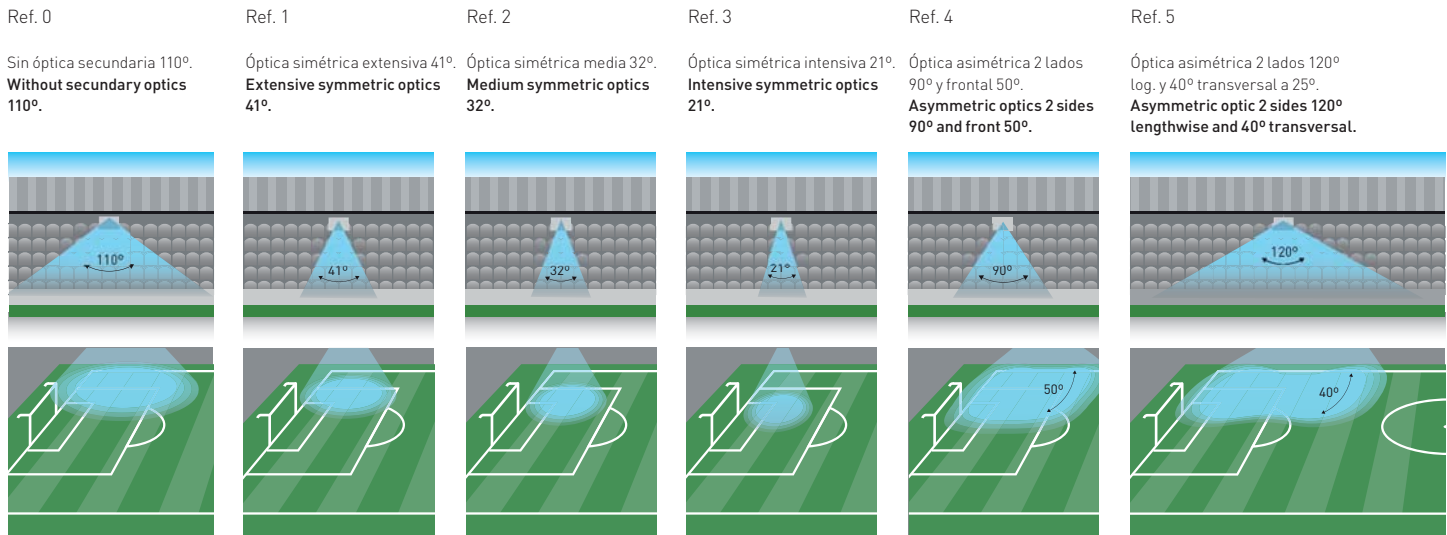 Ref. 0
Sin óptica secundaria 110º.
Without secundary optics
110º.
110º
Ref. 1
Óptica simétrica extensiva 41º.
Extensive symmetric optics
41º.
41º
Ref. 2
Óptica simétrica media 32º.
Medium symmetric optics
32º.
32º
Ref. 3
Óptica simétrica intensiva 21º.
Intensive symmetric optics
21º.
21º
Ref. 4
Óptica asimétrica 2 lados
90º y frontal 50º.
Asymmetric optics 2 sides
90º and front 50º.
90º
50º
Ref. 5
Óptica asimétrica 2 lados 120º
log. y 40º transversal a 25º.
Asymmetric optic 2 sides 120º
lengthwise and 40º transversal.
120º
40º